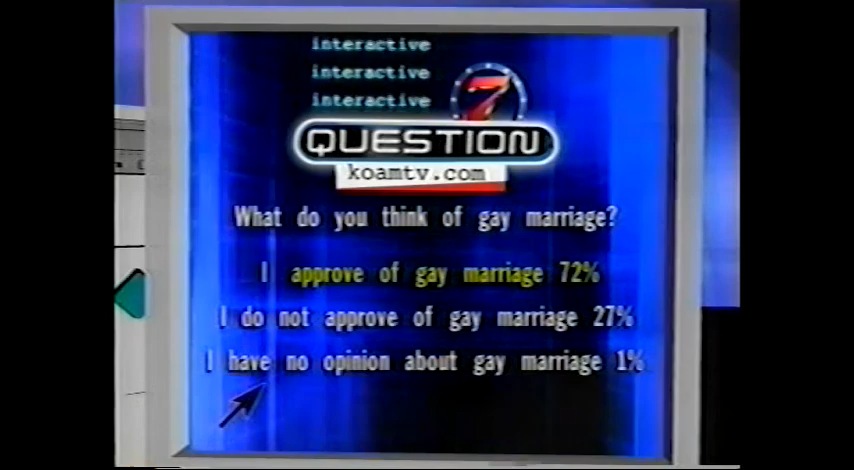 interactive
interactive
interactive
7
QUESTION
koamtv.com
What do you think of gay marriage?
I approve of gay marriage 72%
I do not approve of gay marriage 27%
I have no opinion about gay marriage 1%